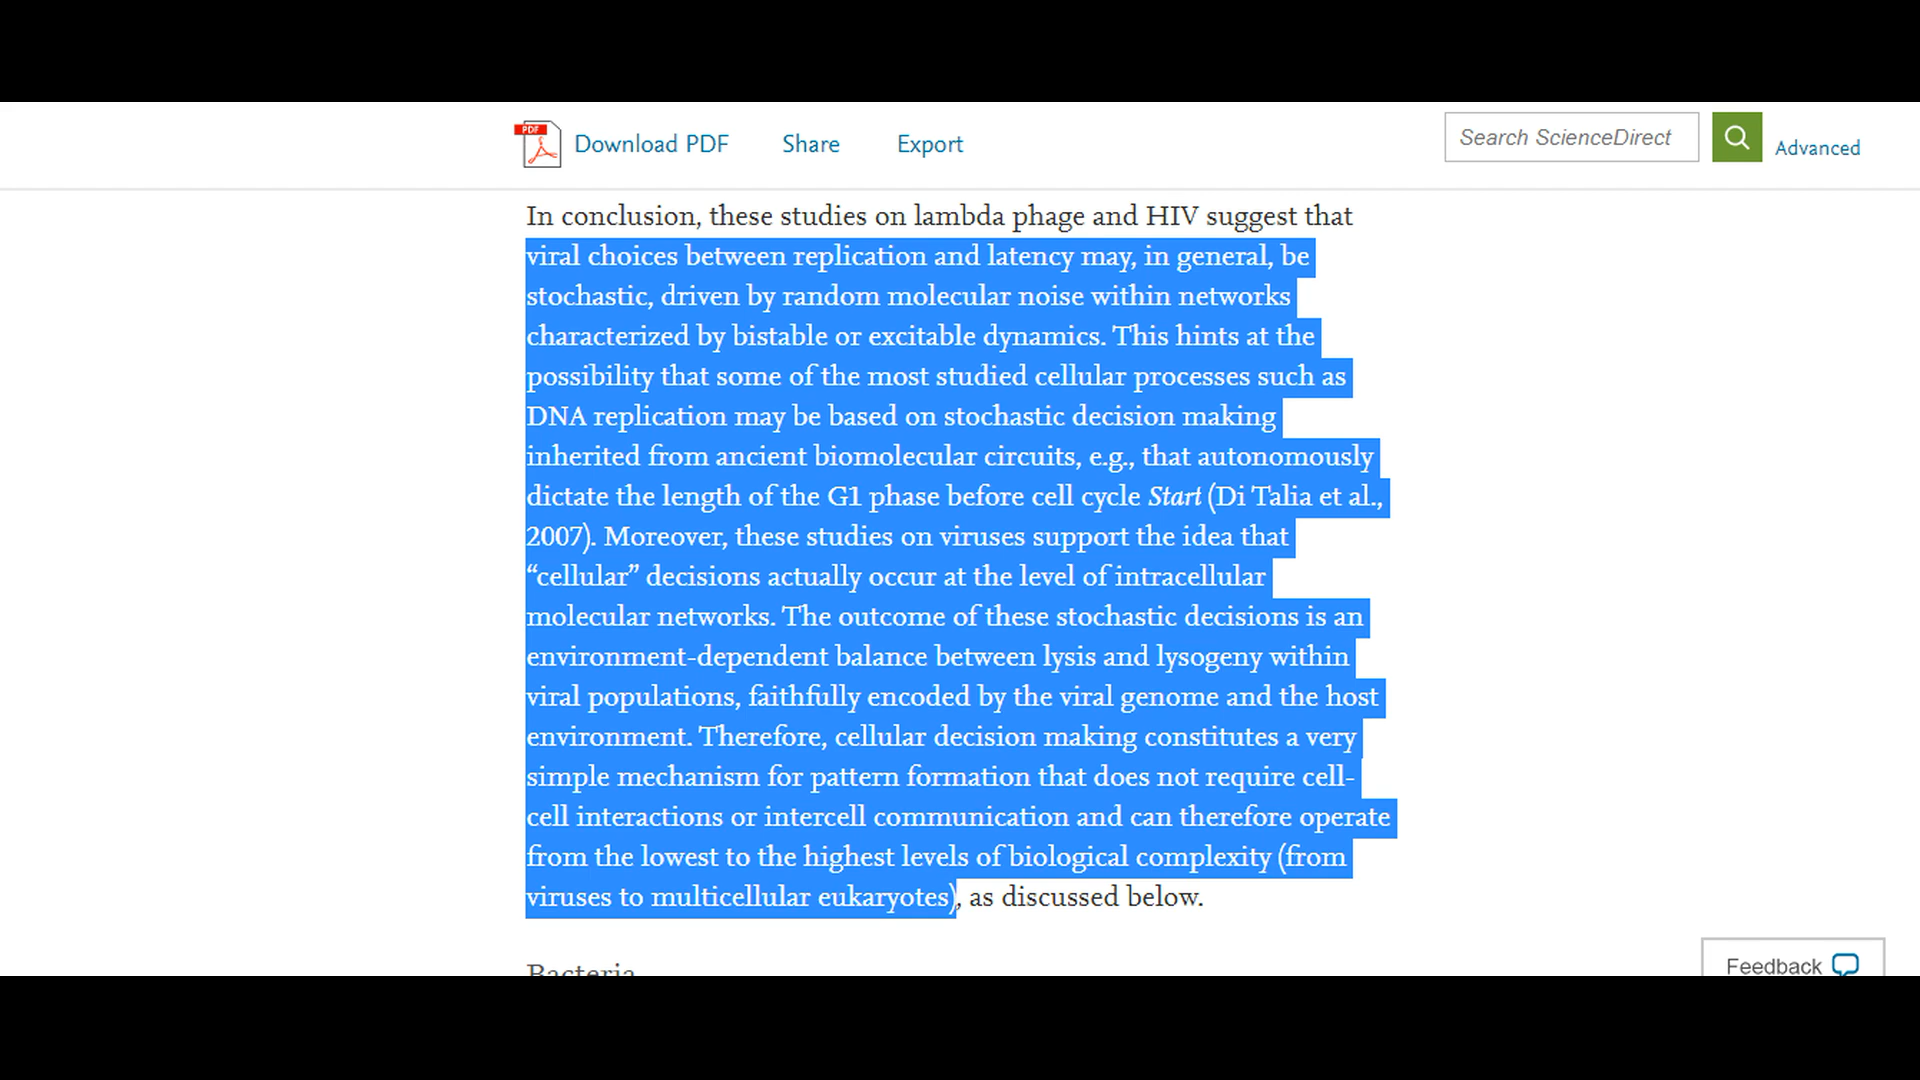 PDF
Download PDF Share Export Search ScienceDirect Advanced
In conclusion, these studies on lambda phage and HIV suggest that
viral choices between replication and latency may, in general, be
stochastic, driven by random molecular noise within networks
characterized by bistable or excitable dynamics. This hints at the
possibility that some of the most studied cellular processes such as
DNA replication may be based on stochastic decision making
inherited from ancient biomolecular circuits, e.g., that autonomously
dictate the length of the G1 phase before cell cycle Start (Di Talia et al.,
2007). Moreover, these studies on viruses support the idea that
“cellular” decisions actually occur at the level of intracellular
molecular networks. The outcome of these stochastic decisions is an
environment-dependent balance between lysis and lysogeny within
viral populations, faithfully encoded by the viral genome and the host
environment. Therefore, cellular decision making constitutes a very
simple mechanism for pattern formation that does not require cell-
cell interactions or intercell communication and can therefore operate
from the lowest to the highest levels of biological complexity (from
viruses to multicellular eukaryotes), as discussed below.
Bacteria
Feedback